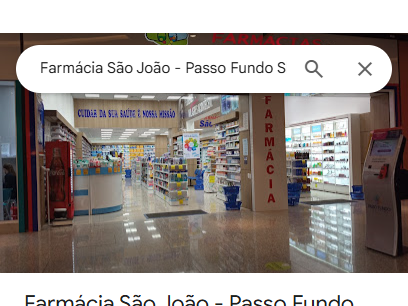 FARMÁCIAS
Farmácia São João - Passo Fundo S
CUIDAR DA SUA SAÚDE É NOSSA MISSÃO
São
FARMÁCIA
Farmácia São João - Passo Fundo